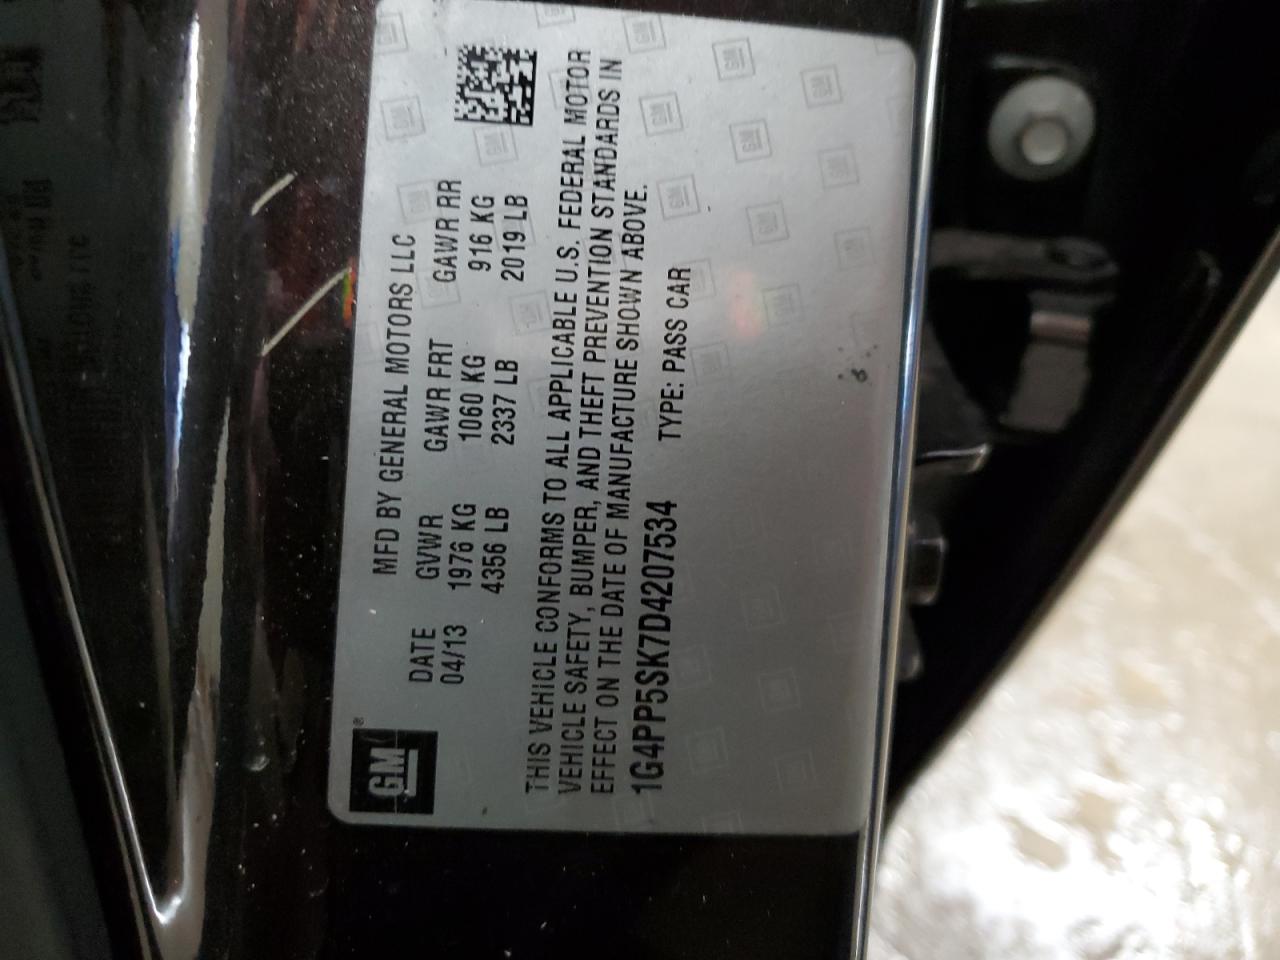 GM®
MFD BY GENERAL MOTORS LLC
DATE GVWR GAWR FRT GAWR RR
04/13 1976 KG 1060 KG 916 KG
4356 LB 2337 LB 2019 LB
THIS VEHICLE CONFORMS TO ALL APPLICABLE U.S. FEDERAL MOTOR
VEHICLE SAFETY, BUMPER, AND THEFT PREVENTION STANDARDS IN
EFFECT ON THE DATE OF MANUFACTURE SHOWN ABOVE.
1G4PP5SK7D4207534 TYPE: PASS CAR